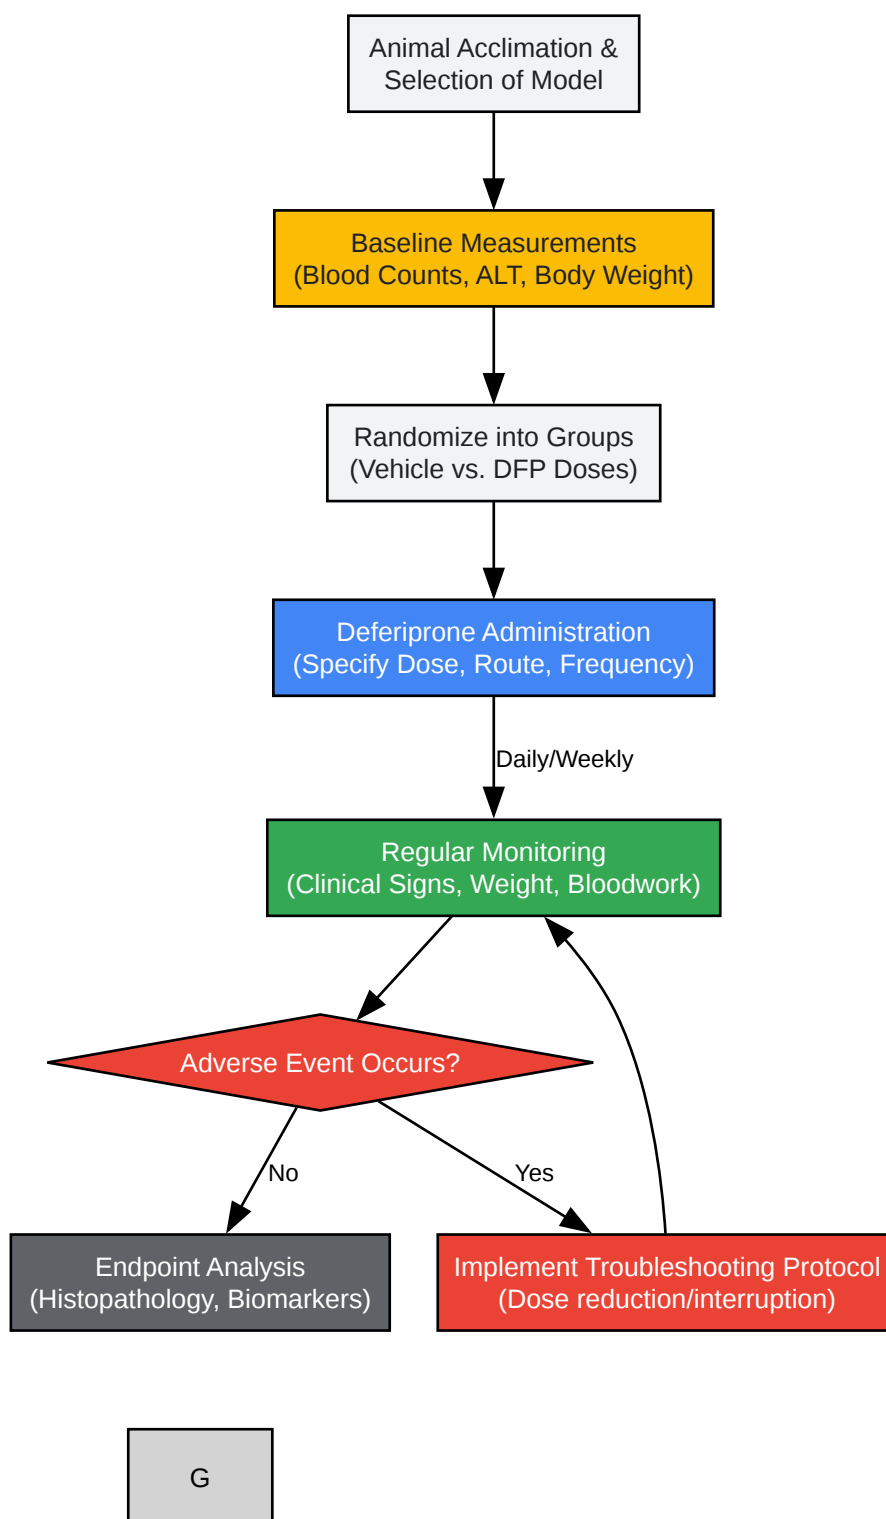 Animal Acclimation &
Selection of Model
Baseline Measurements
(Blood Counts, ALT, Body Weight)
Randomize into Groups
(Vehicle vs. DFP Doses)
Deferiprone Administration
(Specify Dose, Route, Frequency)
Daily/Weekly
Regular Monitoring
(Clinical Signs, Weight, Bloodwork)
Adverse Event Occurs?
No
Yes
Endpoint Analysis
(Histopathology, Biomarkers)
Implement Troubleshooting Protocol
(Dose reduction/interruption)
G